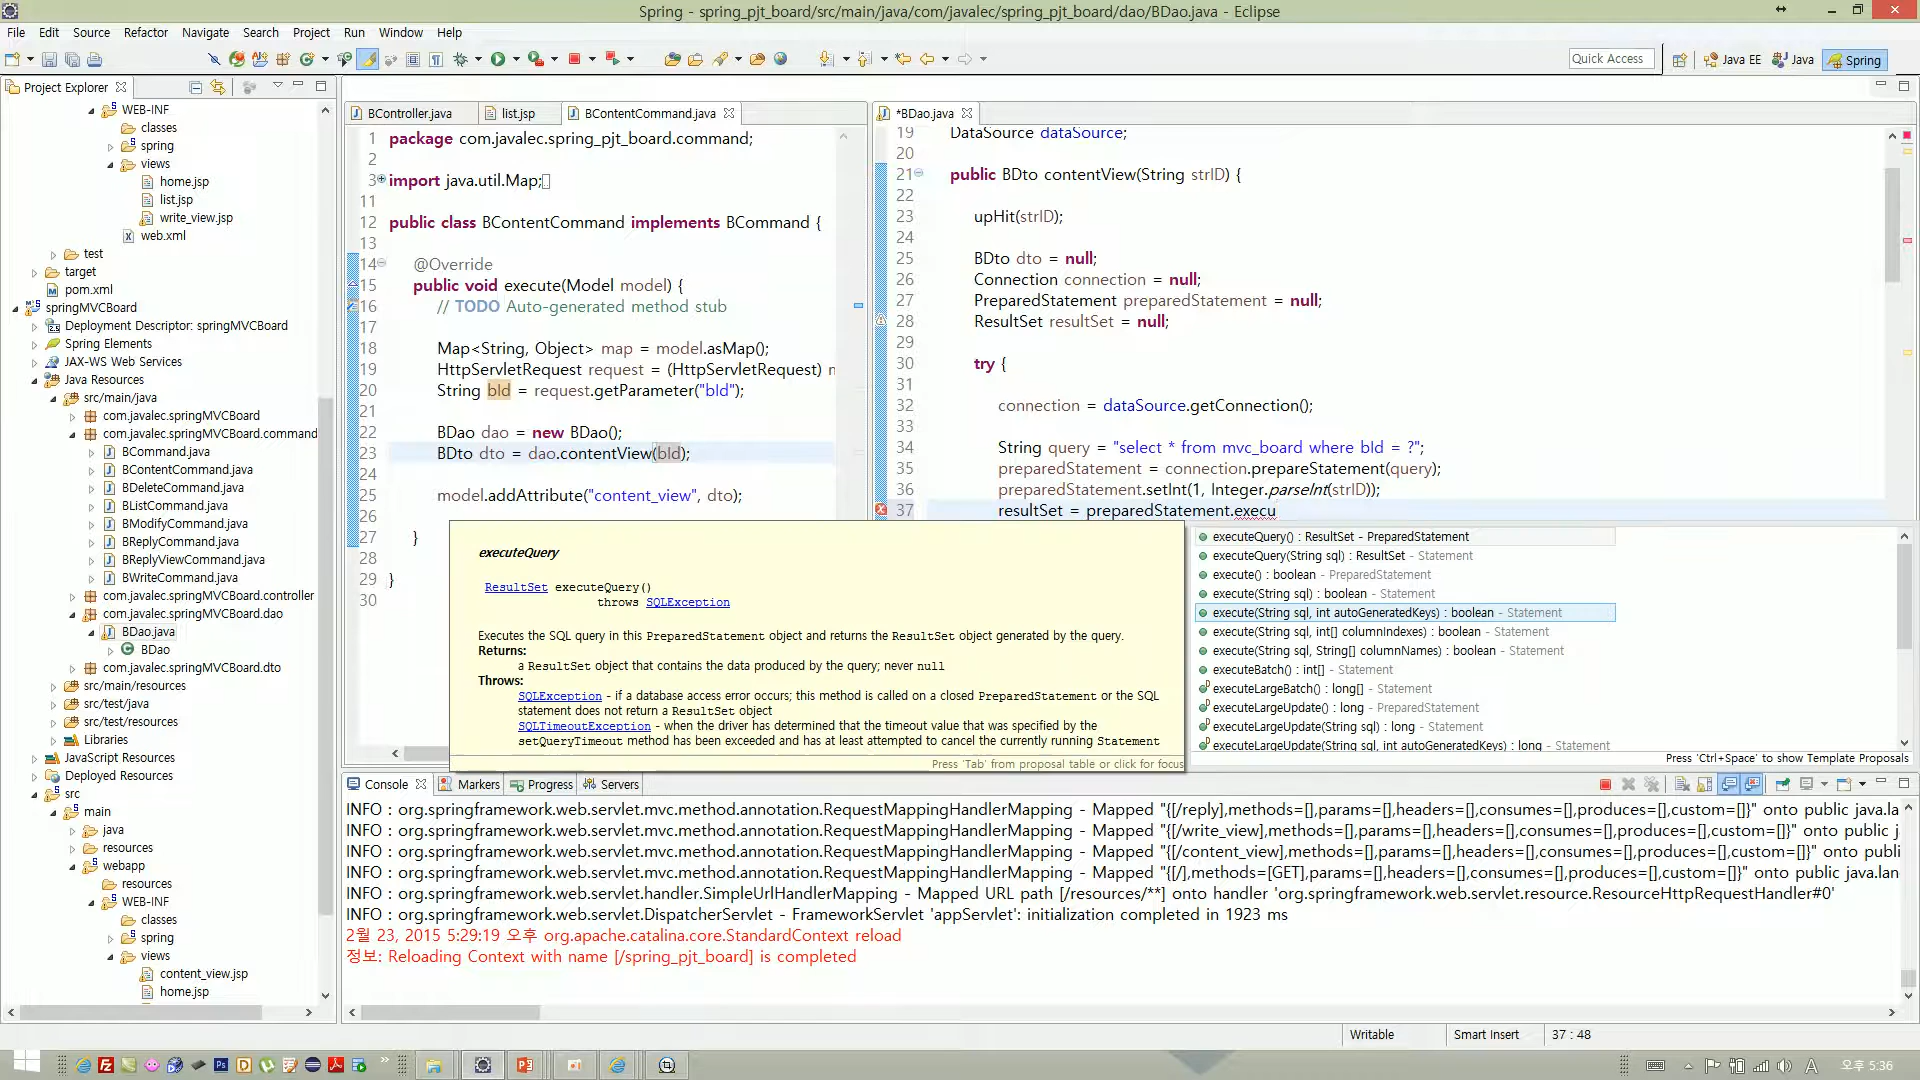 Spring - spring_pjt_board/src/main/java/com/javalec/spring_pjt_board/dao/BDao.java - Eclipse
File Edit Source Refactor Navigate Search Project Run Window Help
Quick Access
Java EE
Java
Spring
Project Explorer
WEB-INF
classes
spring
views
home.jsp
list.jsp
write_view.jsp
web.xml
test
target
pom.xml
springMVCBoard
Deployment Descriptor: springMVCBoard
Spring Elements
JAX-WS Web Services
Java Resources
src/main/java
com.javalec.springMVCBoard
com.javalec.springMVCBoard.command
BCommand.java
BContentCommand.java
BDeleteCommand.java
BListCommand.java
BModifyCommand.java
BReplyCommand.java
BReplyViewCommand.java
BWriteCommand.java
com.javalec.springMVCBoard.controller
com.javalec.springMVCBoard.dao
BDao.java
BDao
com.javalec.springMVCBoard.dto
src/main/resources
src/test/java
src/test/resources
Libraries
JavaScript Resources
Deployed Resources
src
main
java
resources
webapp
resources
WEB-INF
classes
spring
views
content_view.jsp
home.jsp
BController.java
list.jsp
BContentCommand.java
1 package com.javalec.spring_pjt_board.command;
2
3 import java.util.Map;
11
12 public class BContentCommand implements BCommand {
13
14 @Override
15 public void execute(Model model) {
16 // TODO Auto-generated method stub
17
18 Map<String, Object> map = model.asMap();
19 HttpServletRequest request = (HttpServletRequest)
20 String bId = request.getParameter("bId");
21
22 BDao dao = new BDao();
23 BDto dto = dao.contentView(bId);
24
25 model.addAttribute("content_view", dto);
26
27 }
28
29 }
30
*BDao.java
19 DataSource dataSource;
20
21 public BDto contentView(String strID) {
22
23 upHit(strID);
24
25 BDto dto = null;
26 Connection connection = null;
27 PreparedStatement preparedStatement = null;
28 ResultSet resultSet = null;
29
30 try {
31
32 connection = dataSource.getConnection();
33
34 String query = "select * from mvc_board where bId = ?";
35 preparedStatement = connection.prepareStatement(query);
36 preparedStatement.setInt(1, Integer.parseInt(strID));
37 resultSet = preparedStatement.execu
executeQuery
ResultSet executeQuery()
throws SQLException
Executes the SQL query in this PreparedStatement object and returns the ResultSet object generated by the query.
Returns:
a ResultSet object that contains the data produced by the query; never null
Throws:
SQLException - if a database access error occurs; this method is called on a closed PreparedStatement or the SQL
statement does not return a ResultSet object
SQLTimeoutException - when the driver has determined that the timeout value that was specified by the
setQueryTimeout method has been exceeded and has at least attempted to cancel the currently running Statement
Press 'Tab' from proposal table or click for focus
executeQuery() : ResultSet - PreparedStatement
executeQuery(String sql) : ResultSet - Statement
execute() : boolean - PreparedStatement
execute(String sql) : boolean - Statement
execute(String sql, int autoGeneratedKeys) : boolean - Statement
execute(String sql, int[] columnIndexes) : boolean - Statement
execute(String sql, String[] columnNames) : boolean - Statement
executeBatch() : int[] - Statement
executeLargeBatch() : long[] - Statement
executeLargeUpdate() : long - PreparedStatement
executeLargeUpdate(String sql) : long - Statement
executeLargeUpdate(String sql, int autoGeneratedKeys) : long - Statement
Press 'Ctrl+Space' to show Template Proposals
Console
Markers
Progress
Servers
INFO : org.springframework.web.servlet.mvc.method.annotation.RequestMappingHandlerMapping - Mapped "{[/reply],methods=[],params=[],headers=[],consumes=[],produces=[],custom=[]}" onto public java.la
INFO : org.springframework.web.servlet.mvc.method.annotation.RequestMappingHandlerMapping - Mapped "{[/write_view],methods=[],params=[],headers=[],consumes=[],produces=[],custom=[]}" onto public j
INFO : org.springframework.web.servlet.mvc.method.annotation.RequestMappingHandlerMapping - Mapped "{[/content_view],methods=[],params=[],headers=[],consumes=[],produces=[],custom=[]}" onto publi
INFO : org.springframework.web.servlet.mvc.method.annotation.RequestMappingHandlerMapping - Mapped "{[/],methods=[GET],params=[],headers=[],consumes=[],produces=[],custom=[]}" onto public java.lan
INFO : org.springframework.web.servlet.handler.SimpleUrlHandlerMapping - Mapped URL path [/resources/**] onto handler 'org.springframework.web.servlet.resource.ResourceHttpRequestHandler#0'
INFO : org.springframework.web.servlet.DispatcherServlet - FrameworkServlet 'appServlet': initialization completed in 1923 ms
2월 23, 2015 5:29:19 오후 org.apache.catalina.core.StandardContext reload
정보: Reloading Context with name [/spring_pjt_board] is completed
Writable
Smart Insert
37 : 48
A
오후 5:36